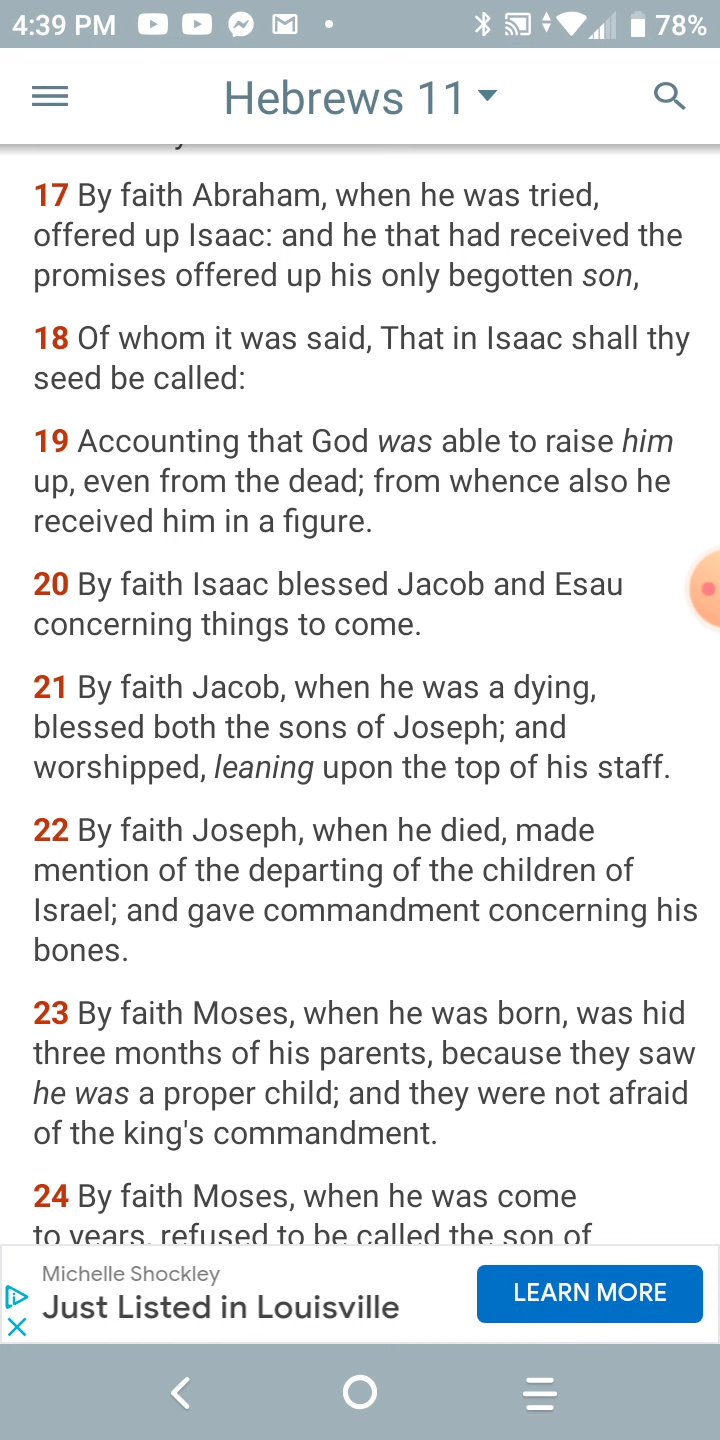 4:39 PM 78%
Hebrews 11
17 By faith Abraham, when he was tried,
offered up Isaac: and he that had received the
promises offered up his only begotten son,
18 Of whom it was said, That in Isaac shall thy
seed be called:
19 Accounting that God was able to raise him
up, even from the dead; from whence also he
received him in a figure.
20 By faith Isaac blessed Jacob and Esau
concerning things to come.
21 By faith Jacob, when he was a dying,
blessed both the sons of Joseph; and
worshipped, leaning upon the top of his staff.
22 By faith Joseph, when he died, made
mention of the departing of the children of
Israel; and gave commandment concerning his
bones.
23 By faith Moses, when he was born, was hid
three months of his parents, because they saw
he was a proper child; and they were not afraid
of the king's commandment.
24 By faith Moses, when he was come
to years, refused to be called the son of
Michelle Shockley
Just Listed in Louisville
LEARN MORE